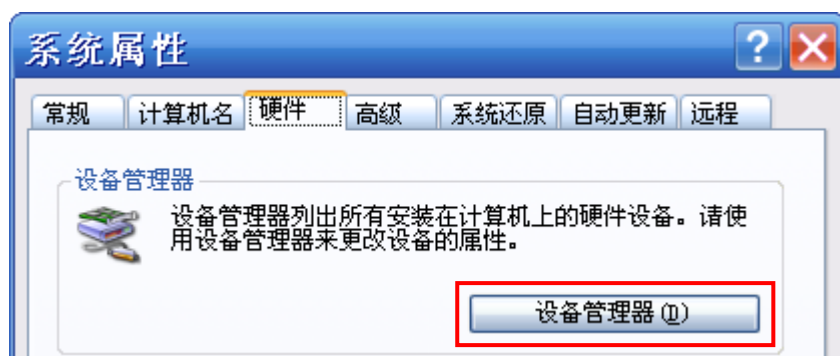 系统属性
常规 计算机名 硬件 高级 系统还原 自动更新 远程
设备管理器
设备管理器列出所有安装在计算机上的硬件设备。请使
用设备管理器来更改设备的属性。
设备管理器(D)